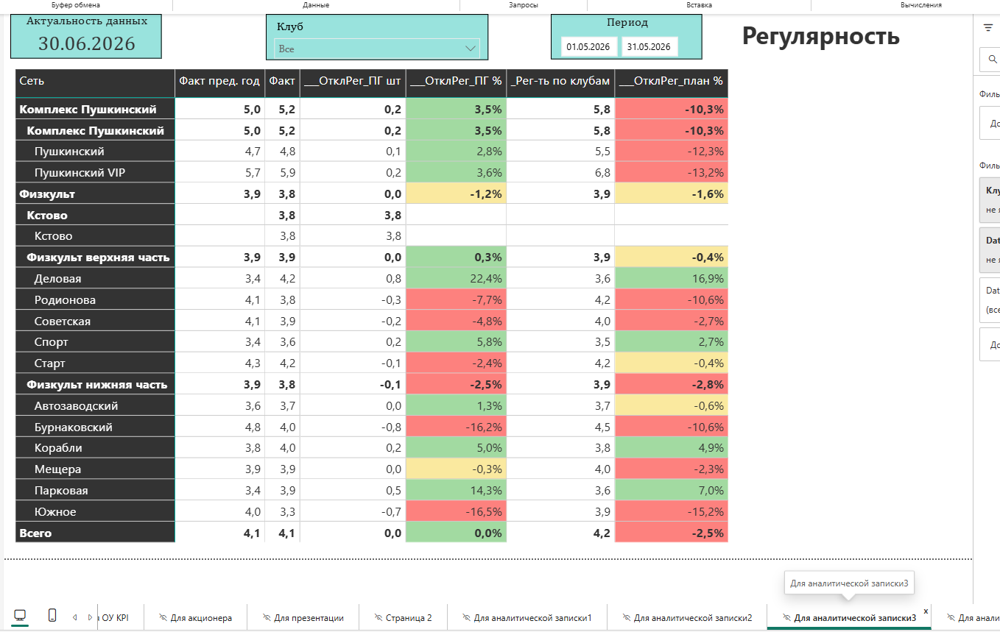 Буфер обмена Данные Запросы Вставка Вычисления
Актуальность данных
30.06.2026
Клуб
Все
Период
01.05.2026 31.05.2026
Регулярность
Сеть Факт пред. год Факт ___ОтклРег_ПГ шт ___ОтклРег_ПГ % _Рег-ть по клубам ___ОтклРег_план %
Комплекс Пушкинский 5,0 5,2 0,2 3,5% 5,8 -10,3%
Комплекс Пушкинский 5,0 5,2 0,2 3,5% 5,8 -10,3%
Пушкинский 4,7 4,8 0,1 2,8% 5,5 -12,3%
Пушкинский VIP 5,7 5,9 0,2 3,6% 6,8 -13,2%
Физкульт 3,9 3,8 0,0 -1,2% 3,9 -1,6%
Кстово 3,8 3,8
Кстово 3,8 3,8
Физкульт верхняя часть 3,9 3,9 0,0 0,3% 3,9 -0,4%
Деловая 3,4 4,2 0,8 22,4% 3,6 16,9%
Родионова 4,1 3,8 -0,3 -7,7% 4,2 -10,6%
Советская 4,1 3,9 -0,2 -4,8% 4,0 -2,7%
Спорт 3,4 3,6 0,2 5,8% 3,5 2,7%
Старт 4,3 4,2 -0,1 -2,4% 4,2 -0,4%
Физкульт нижняя часть 3,9 3,8 -0,1 -2,5% 3,9 -2,8%
Автозаводский 3,6 3,7 0,0 1,3% 3,7 -0,6%
Бурнаковский 4,8 4,0 -0,8 -16,2% 4,5 -10,6%
Корабли 3,8 4,0 0,2 5,0% 3,8 4,9%
Мещера 3,9 3,9 0,0 -0,3% 4,0 -2,3%
Парковая 3,4 3,9 0,5 14,3% 3,6 7,0%
Южное 4,0 3,3 -0,7 -16,5% 3,9 -15,2%
Всего 4,1 4,1 0,0 0,0% 4,2 -2,5%
Филь
До
Филь
Клу
не я
Dat
не я
Dat
(все
До
Для аналитической записки3
ОУ KPI Для акционера Для презентации Страница 2 Для аналитической записки1 Для аналитической записки2 Для аналитической записки3 x Для анали